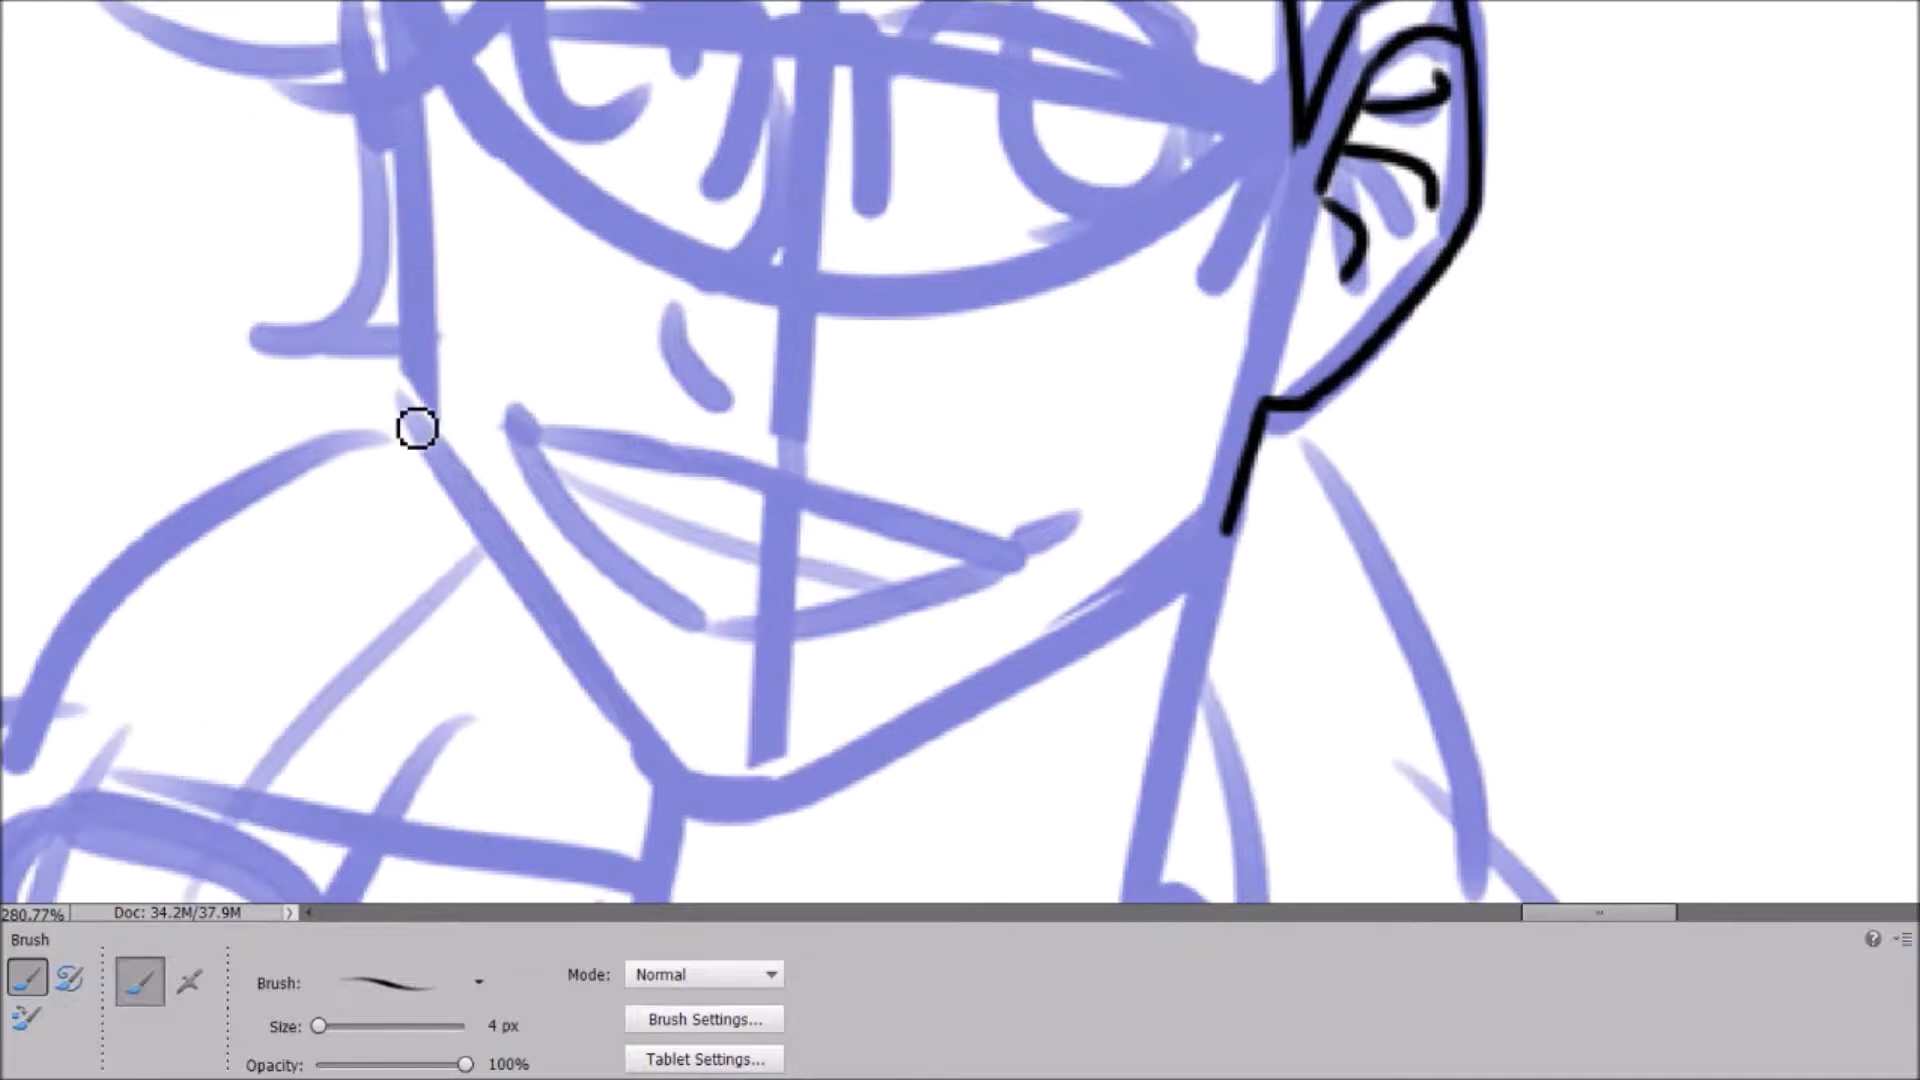 280.77%
Doc: 34.2M/37.9M
Brush
Brush:
Size: 4 px
Opacity: 100%
Mode: Normal
Brush Settings...
Tablet Settings...